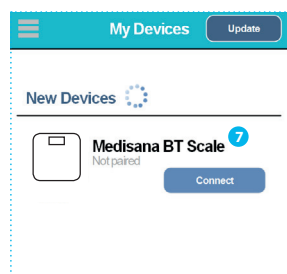 My Devices Update
New Devices
Medisana BT Scale 7
Not paired
Connect